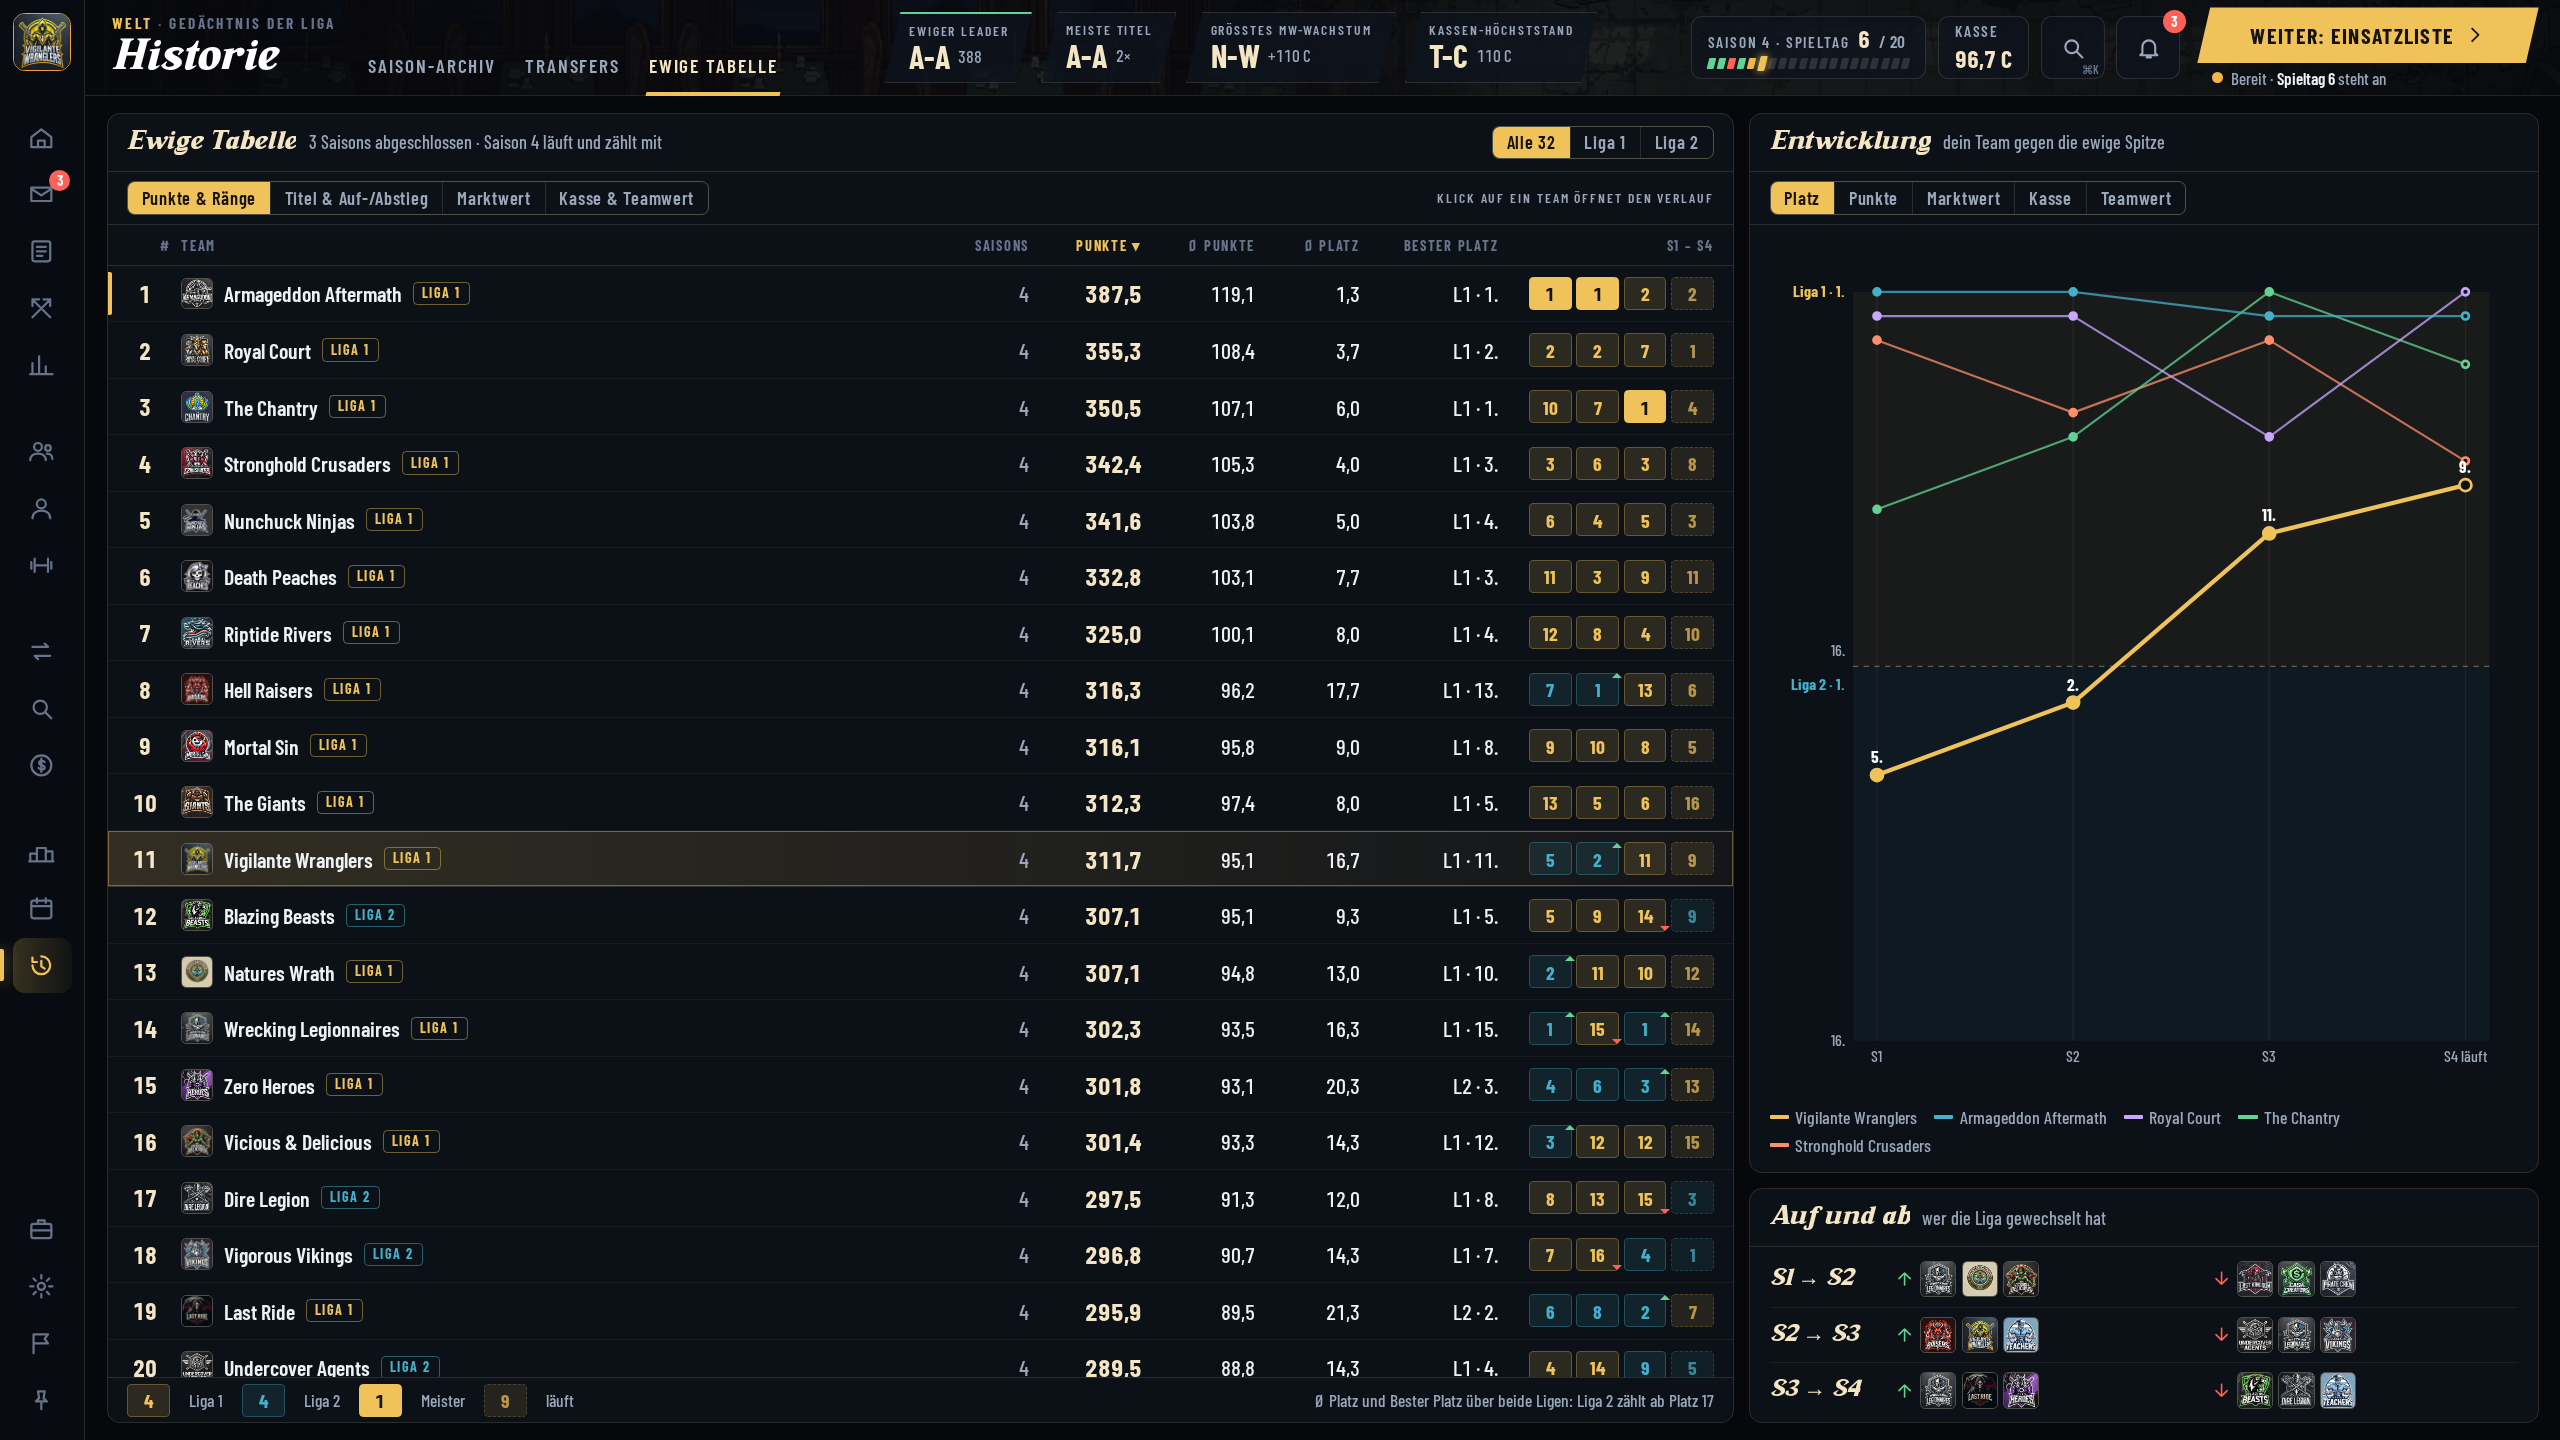 WELT · GEDÄCHTNIS DER LIGA
Historie
SAISON-ARCHIV TRANSFERS EWIGE TABELLE
EWIGER LEADER
A-A 388
MEISTE TITEL
A-A 2×
GRÖSSTES MW-WACHSTUM
N-W +110 C
KASSEN-HÖCHSTSTAND
T-C 110 C
SAISON 4 · SPIELTAG 6 / 20
KASSE
96,7 C
⌘K
3
WEITER: EINSATZLISTE
Bereit · Spieltag 6 steht an
3
Ewige Tabelle 3 Saisons abgeschlossen · Saison 4 läuft und zählt mit
Alle 32 Liga 1 Liga 2
Punkte & Ränge Titel & Auf-/Abstieg Marktwert Kasse & Teamwert
KLICK AUF EIN TEAM ÖFFNET DEN VERLAUF
# TEAM SAISONS PUNKTE ▼ Ø PUNKTE Ø PLATZ BESTER PLATZ S1 – S4
1 Armageddon Aftermath LIGA 1 4 387,5 119,1 1,3 L1 · 1. 1 1 2 2
2 Royal Court LIGA 1 4 355,3 108,4 3,7 L1 · 2. 2 2 7 1
3 The Chantry LIGA 1 4 350,5 107,1 6,0 L1 · 1. 10 7 1 4
4 Stronghold Crusaders LIGA 1 4 342,4 105,3 4,0 L1 · 3. 3 6 3 8
5 Nunchuck Ninjas LIGA 1 4 341,6 103,8 5,0 L1 · 4. 6 4 5 3
6 Death Peaches LIGA 1 4 332,8 103,1 7,7 L1 · 3. 11 3 9 11
7 Riptide Rivers LIGA 1 4 325,0 100,1 8,0 L1 · 4. 12 8 4 10
8 Hell Raisers LIGA 1 4 316,3 96,2 17,7 L1 · 13. 7 1 13 6
9 Mortal Sin LIGA 1 4 316,1 95,8 9,0 L1 · 8. 9 10 8 5
10 The Giants LIGA 1 4 312,3 97,4 8,0 L1 · 5. 13 5 6 16
11 Vigilante Wranglers LIGA 1 4 311,7 95,1 16,7 L1 · 11. 5 2 11 9
12 Blazing Beasts LIGA 2 4 307,1 95,1 9,3 L1 · 5. 5 9 14 9
13 Natures Wrath LIGA 1 4 307,1 94,8 13,0 L1 · 10. 2 11 10 12
14 Wrecking Legionnaires LIGA 1 4 302,3 93,5 16,3 L1 · 15. 1 15 1 14
15 Zero Heroes LIGA 1 4 301,8 93,1 20,3 L2 · 3. 4 6 3 13
16 Vicious & Delicious LIGA 1 4 301,4 93,3 14,3 L1 · 12. 3 12 12 15
17 Dire Legion LIGA 2 4 297,5 91,3 12,0 L1 · 8. 8 13 15 3
18 Vigorous Vikings LIGA 2 4 296,8 90,7 14,3 L1 · 7. 7 16 4 1
19 Last Ride LIGA 1 4 295,9 89,5 21,3 L2 · 2. 6 8 2 7
20 Undercover Agents LIGA 2 4 289,5 88,8 14,3 L1 · 4. 4 14 9 5
4 Liga 1 4 Liga 2 1 Meister 9 läuft
Ø Platz und Bester Platz über beide Ligen: Liga 2 zählt ab Platz 17
Entwicklung dein Team gegen die ewige Spitze
Platz Punkte Marktwert Kasse Teamwert
Liga 1 · 1.
9.
11.
16.
Liga 2 · 1.
2.
5.
16.
S1 S2 S3 S4 läuft
Vigilante Wranglers Armageddon Aftermath Royal Court The Chantry
Stronghold Crusaders
Auf und ab wer die Liga gewechselt hat
S1 → S2 ↑ ↓
S2 → S3 ↑ ↓
S3 → S4 ↑ ↓